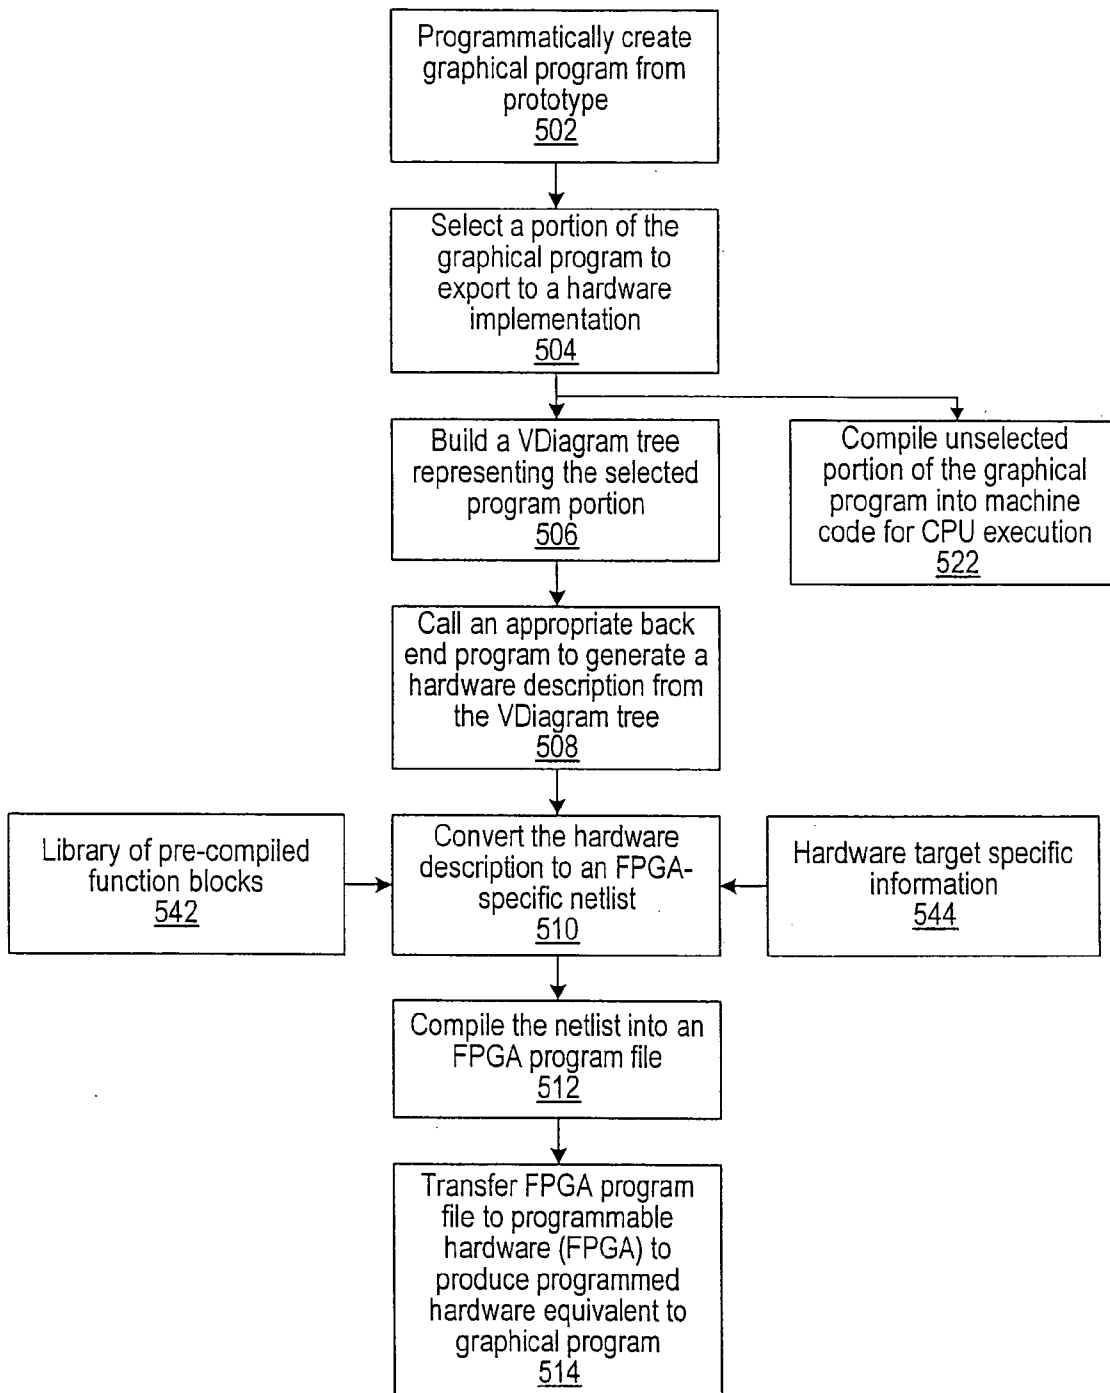 Programmatically create
graphical program from
prototype
502
Select a portion of the
graphical program to
export to a hardware
implementation
504
Build a VDiagram tree
representing the selected
program portion
506
Compile unselected
portion of the graphical
program into machine
code for CPU execution
522
Call an appropriate back
end program to generate a
hardware description from
the VDiagram tree
508
Library of pre-compiled
function blocks
542
Convert the hardware
description to an FPGA-
specific netlist
510
Hardware target specific
information
544
Compile the netlist into an
FPGA program file
512
Transfer FPGA program
file to programmable
hardware (FPGA) to
produce programmed
hardware equivalent to
graphical program
514